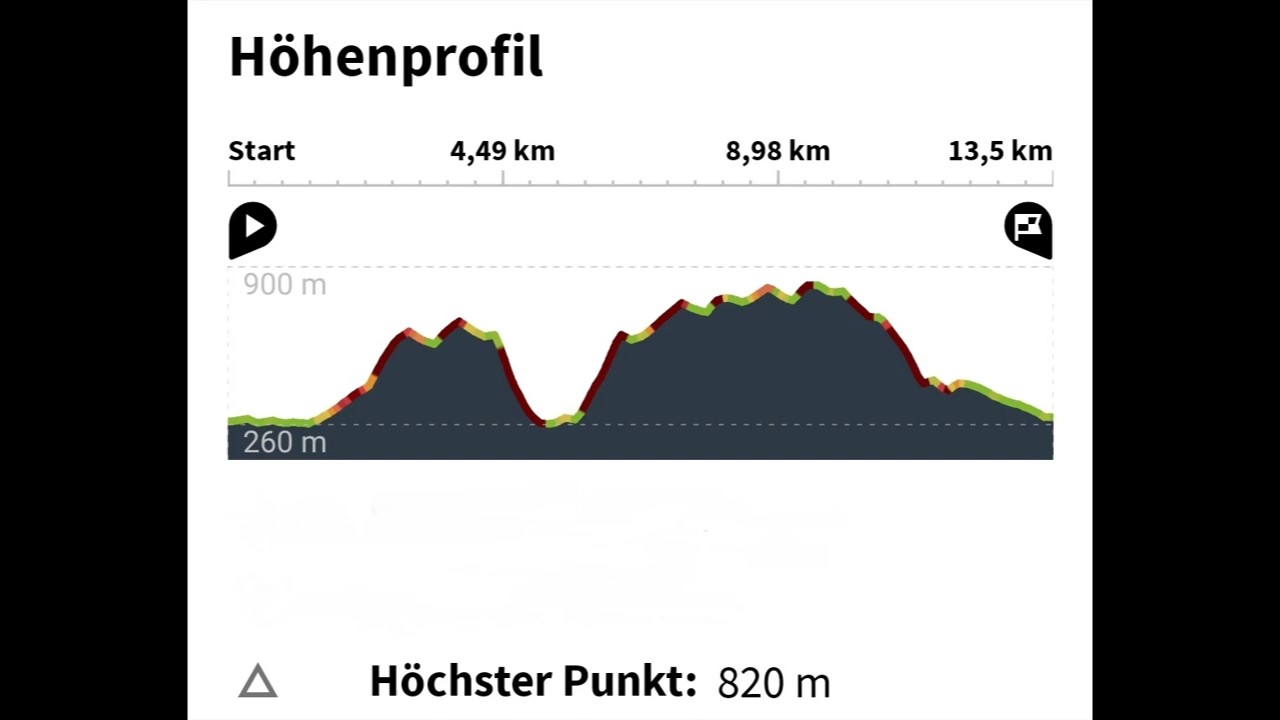 Höhenprofil
Start 4,49 km 8,98 km 13,5 km
900 m
260 m
Höchster Punkt: 820 m